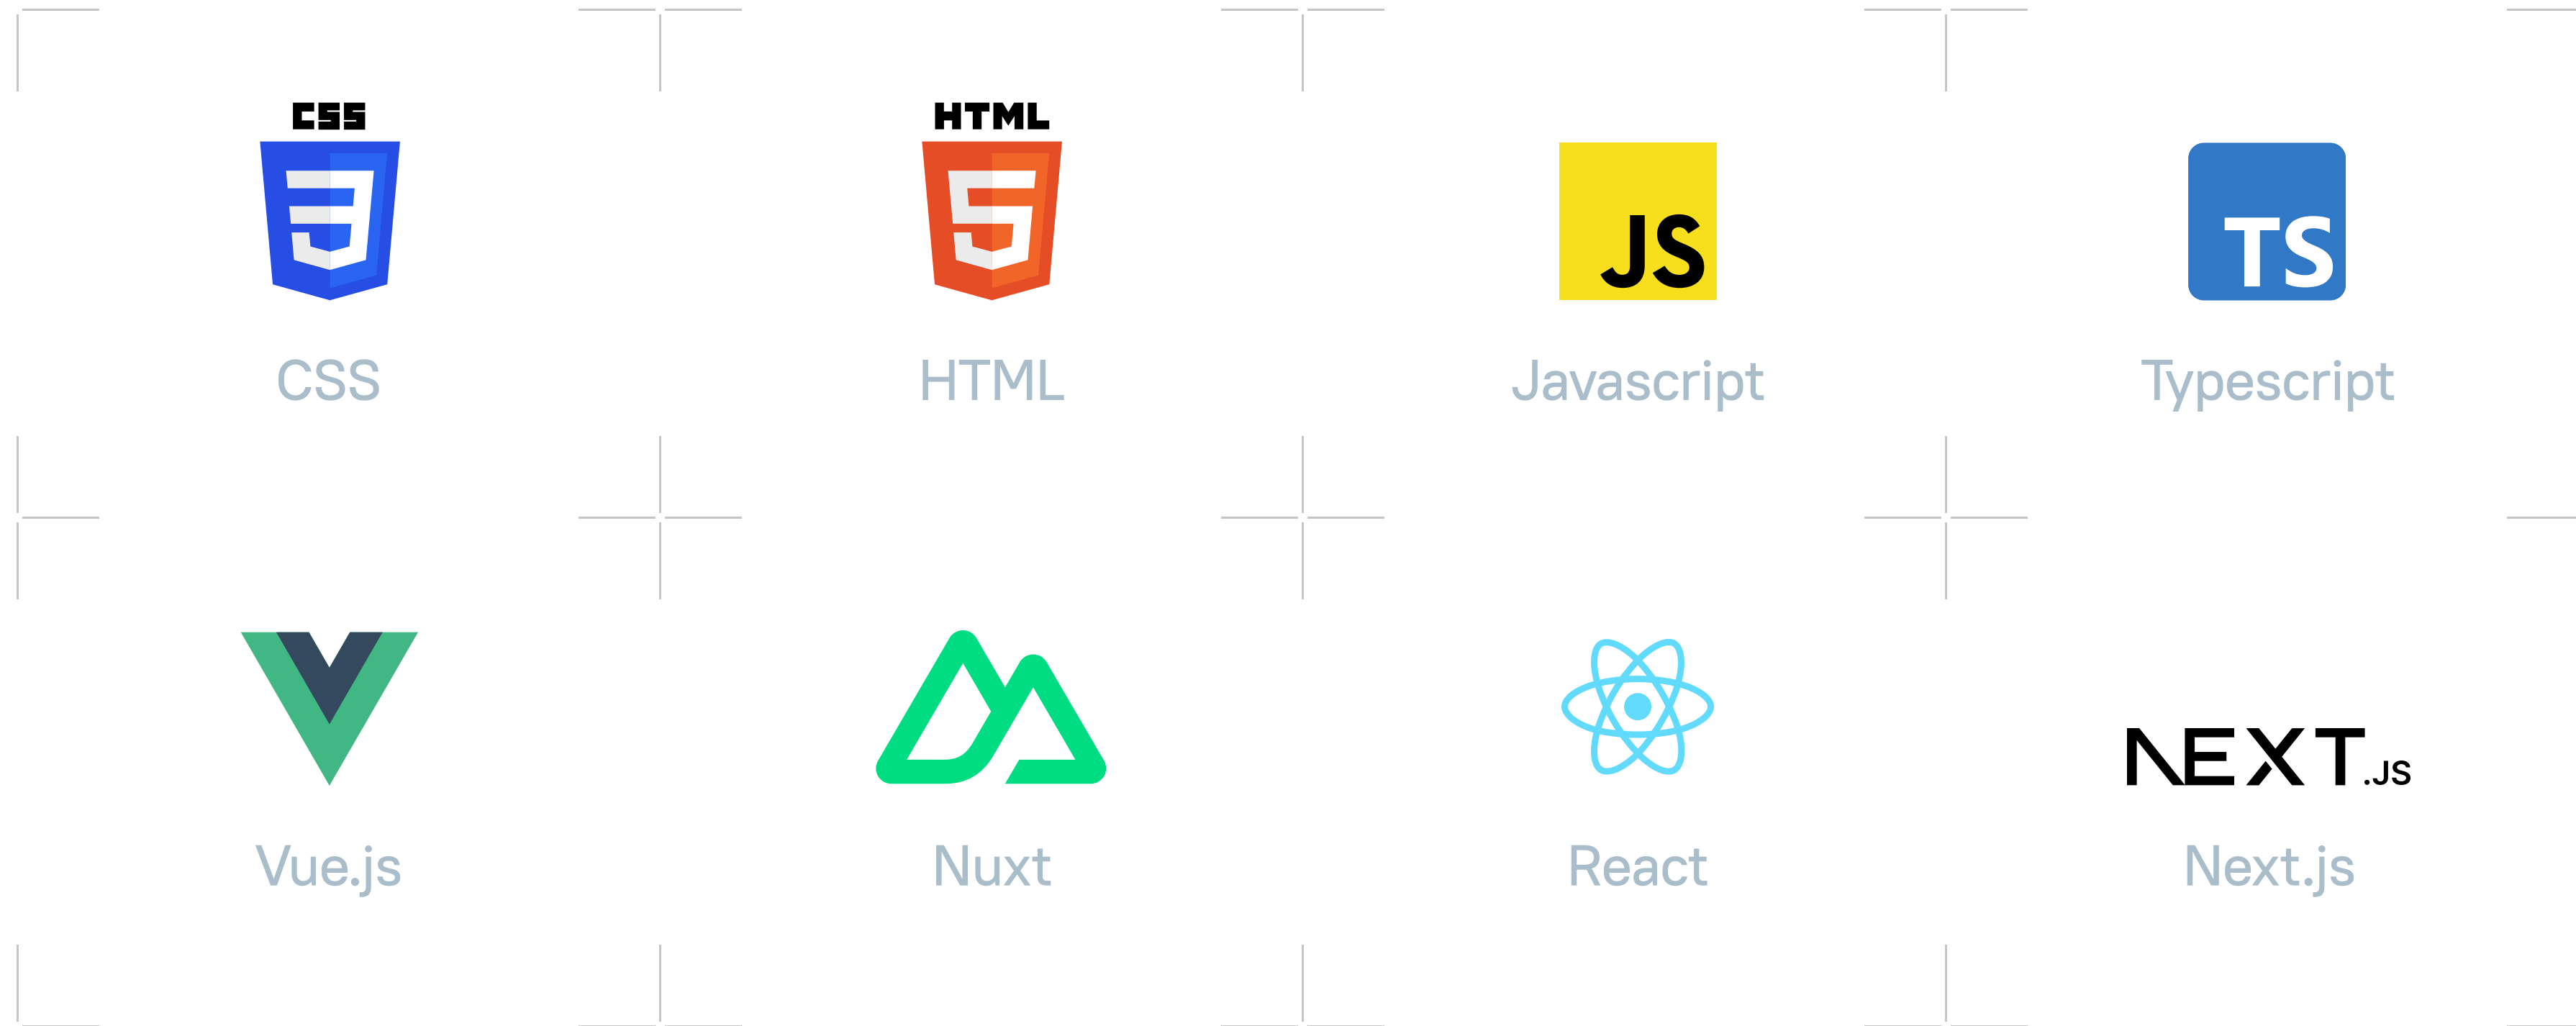 CSS
HTML
JS
TS
CSS
HTML
Javascript
Typescript
NEXT.JS
Vue.js
Nuxt
React
Next.js